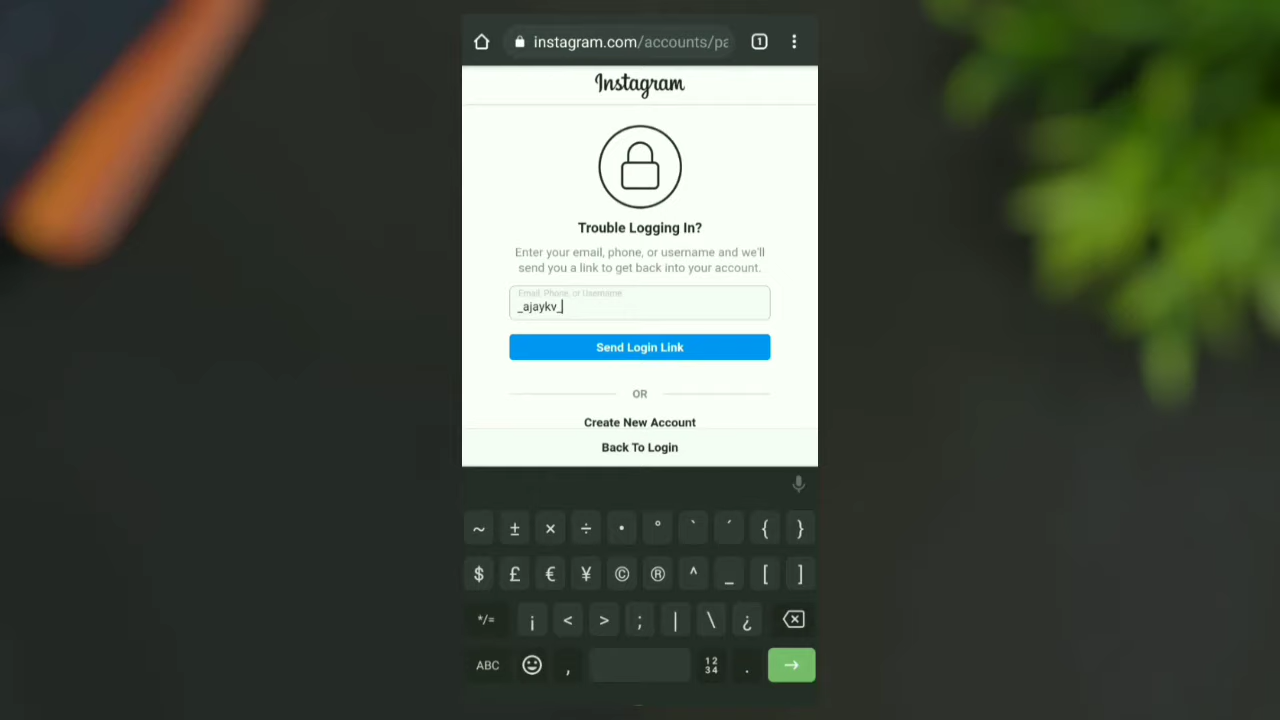 instagram.com/accounts/pa
1
Instagram
Trouble Logging In?
Enter your email, phone, or username and we'll
send you a link to get back into your account.
Email, Phone, or Username
_ajaykv_
Send Login Link
OR
Create New Account
Back To Login
~ ± × ÷ • ° ` ´ { }
$ £ € ¥ © ® ^ _ [ ]
*/= ¡ < > ; | \ ¿
ABC , 12 34 .